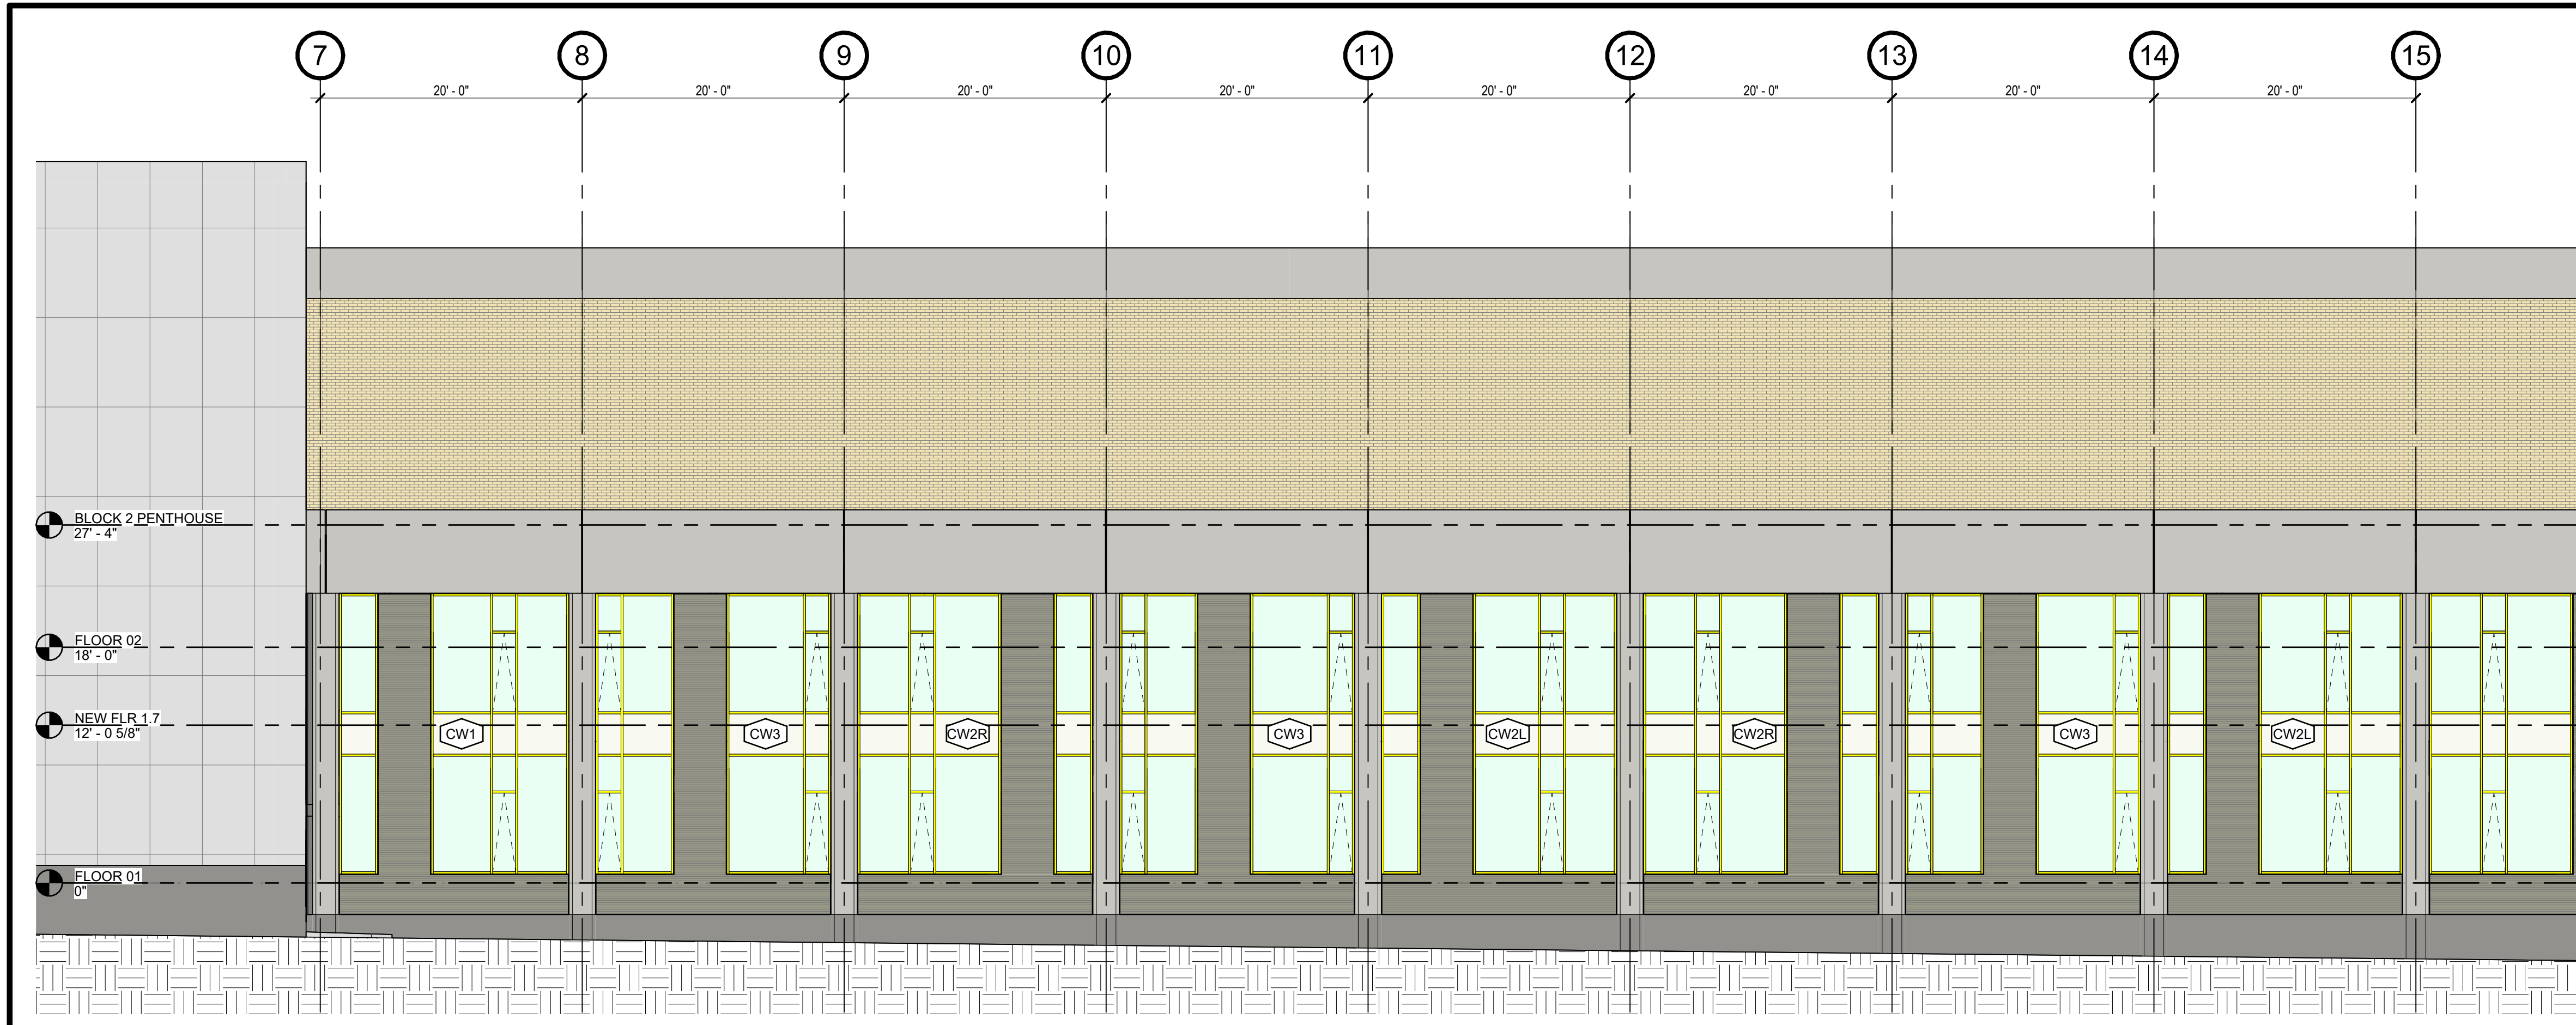 7 8 9 10 11 12 13 14 15
20' - 0" 20' - 0" 20' - 0" 20' - 0" 20' - 0" 20' - 0" 20' - 0" 20' - 0"
BLOCK 2 PENTHOUSE
27' - 4"
FLOOR 02
18' - 0"
NEW FLR 1.7
12' - 0 5/8"
CW1 CW3 CW2R CW3 CW2L CW2R CW3 CW2L
FLOOR 01
0"